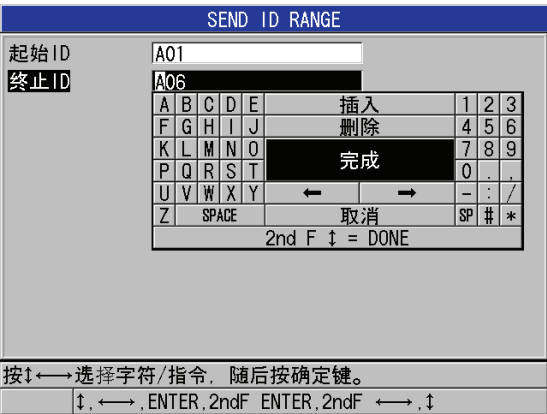 SEND ID RANGE
起始ID A01
终止ID A06
A B C D E 插入 1 2 3
F G H I J 删除 4 5 6
K L M N O 完成 7 8 9
P Q R S T 0 . ,
U V W X Y ← → - : /
Z SPACE 取消 SP # *
2nd F ↕ = DONE
按↕←→选择字符/指令, 随后按确定键。
↕,←→,ENTER,2ndF ENTER,2ndF ←→,↕